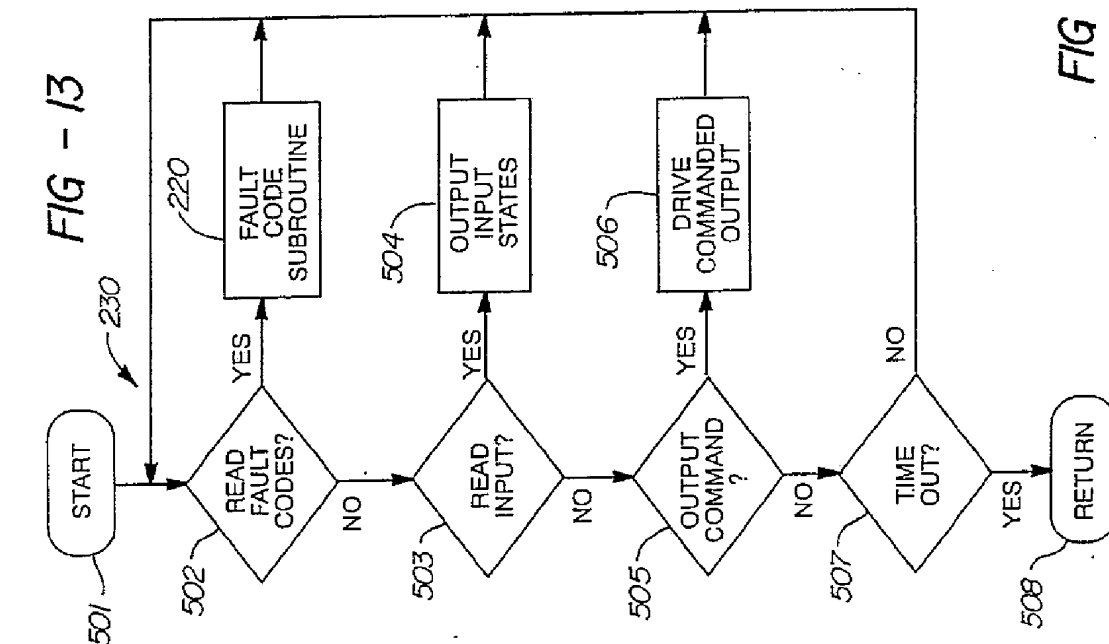 FIG - 13
230
START
501
READ
FAULT
CODES?
502
YES
NO
FAULT
CODE
SUBROUTINE
220
READ
INPUT?
503
YES
NO
OUTPUT
INPUT
STATES
504
OUTPUT
COMMAND
?
505
YES
NO
DRIVE
COMMANDED
OUTPUT
506
TIME
OUT?
507
NO
YES
RETURN
508
FIG